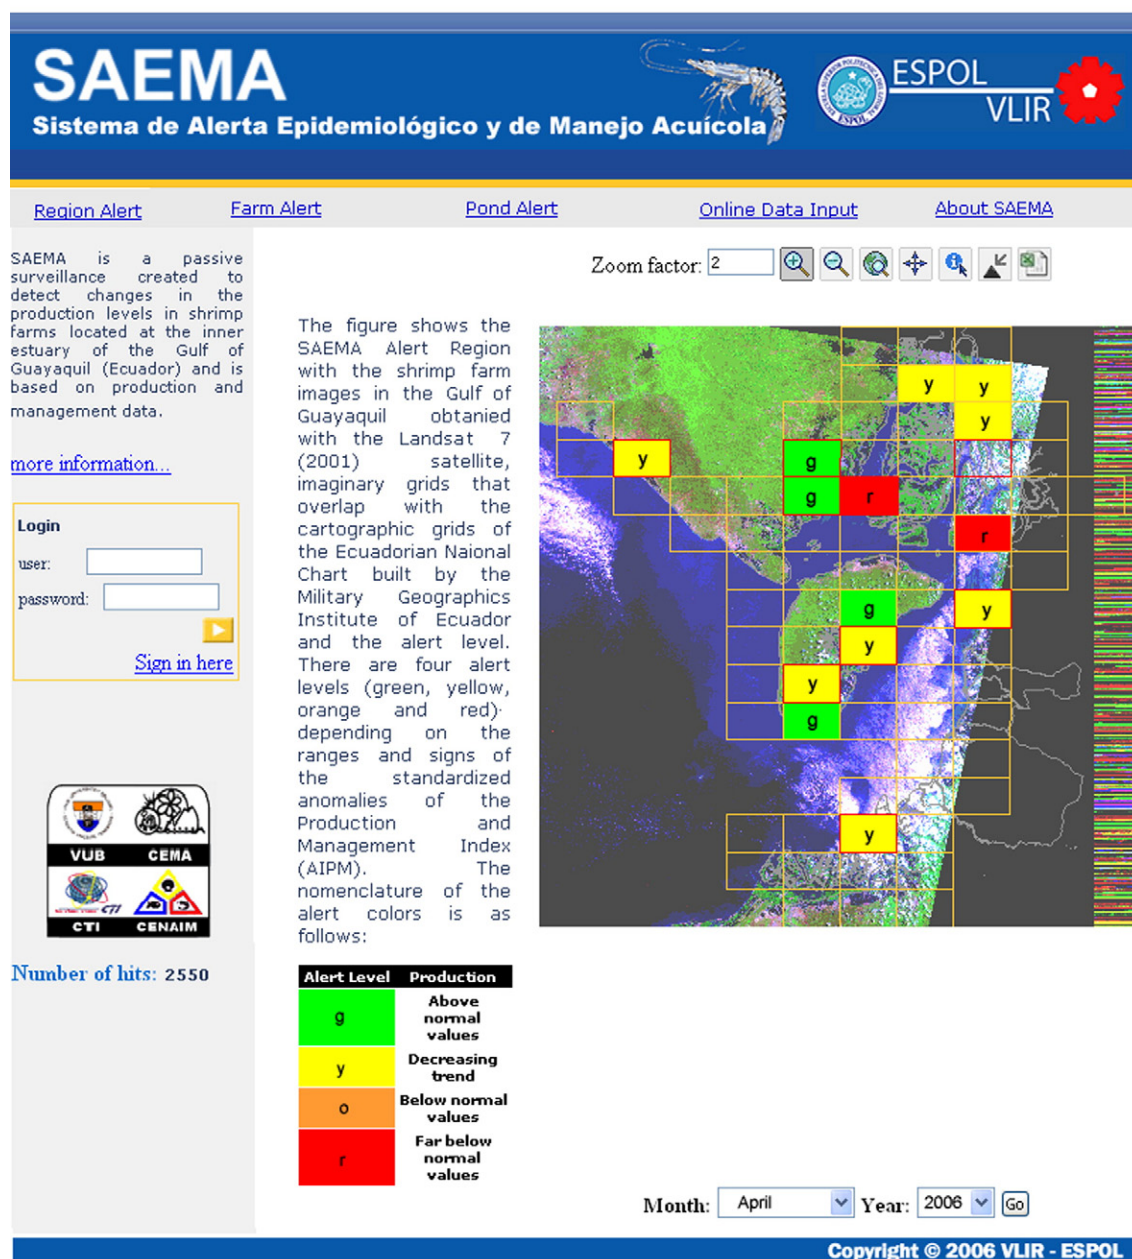 SAEMA
Sistema de Alerta Epidemiológico y de Manejo Acuícola
ESPOL
VLIR
ESPOL
Region Alert
Farm Alert
Pond Alert
Online Data Input
About SAEMA
SAEMA is a passive
surveillance created to
detect changes in the
production levels in shrimp
farms located at the inner
estuary of the Gulf of
Guayaquil (Ecuador) and is
based on production and
management data.
more information...
Login
user:
password:
Sign in here
VUB
CEMA
CTI
CTI
CENAIM
Number of hits: 2550
Zoom factor: 2
The figure shows the
SAEMA Alert Region
with the shrimp farm
images in the Gulf of
Guayaquil obtanied
with the Landsat 7
(2001) satellite,
imaginary grids that
overlap with the
cartographic grids of
the Ecuadorian Naional
Chart built by the
Military Geographics
Institute of Ecuador
and the alert level.
There are four alert
levels (green, yellow,
orange and red)·
depending on the
ranges and signs of
the standardized
anomalies of the
Production and
Management Index
(AIPM). The
nomenclature of the
alert colors is as
follows:
y y
y
y g
g r
r
g y
y
y
g
y
Alert Level Production
g Above
normal
values
y Decreasing
trend
o Below normal
values
r Far below
normal
values
Month: April Year: 2006 Go
Copyright © 2006 VLIR - ESPOL